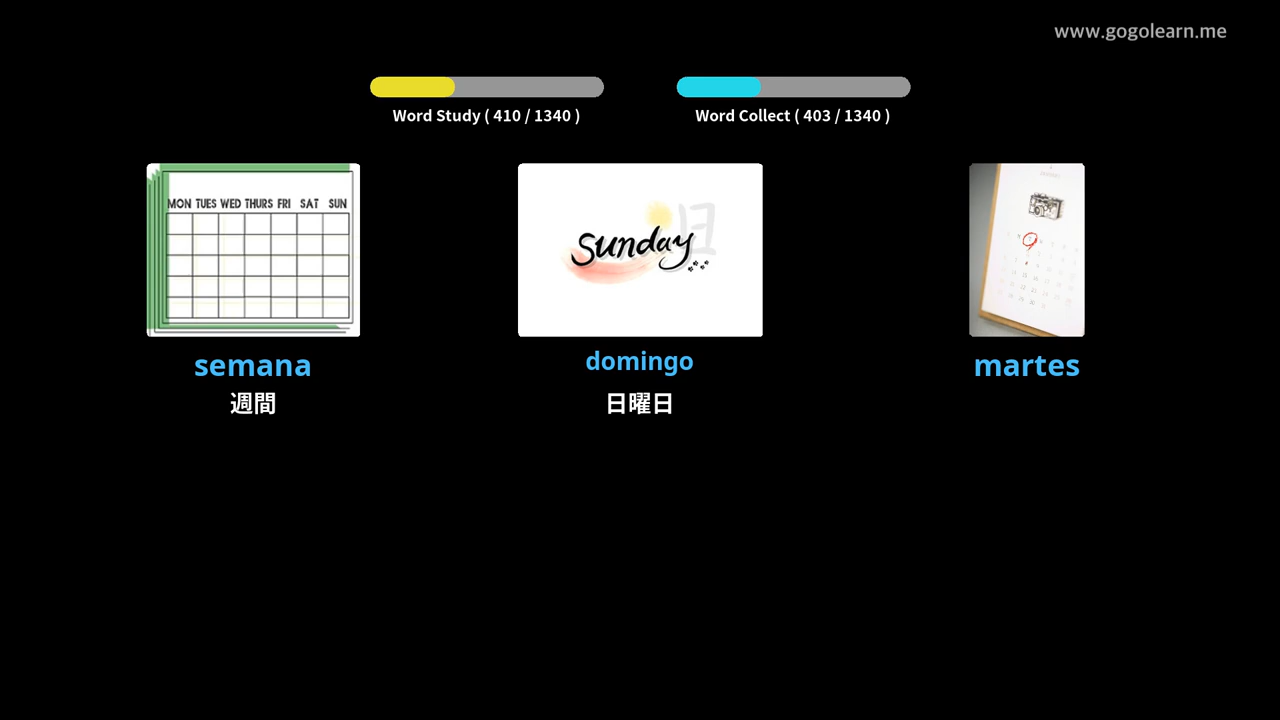 www.gogolearn.me
Word Study ( 410 / 1340 )
Word Collect ( 403 / 1340 )
MON TUES WED THURS FRI SAT SUN
sunday
semana
domingo
martes
週間
日曜日